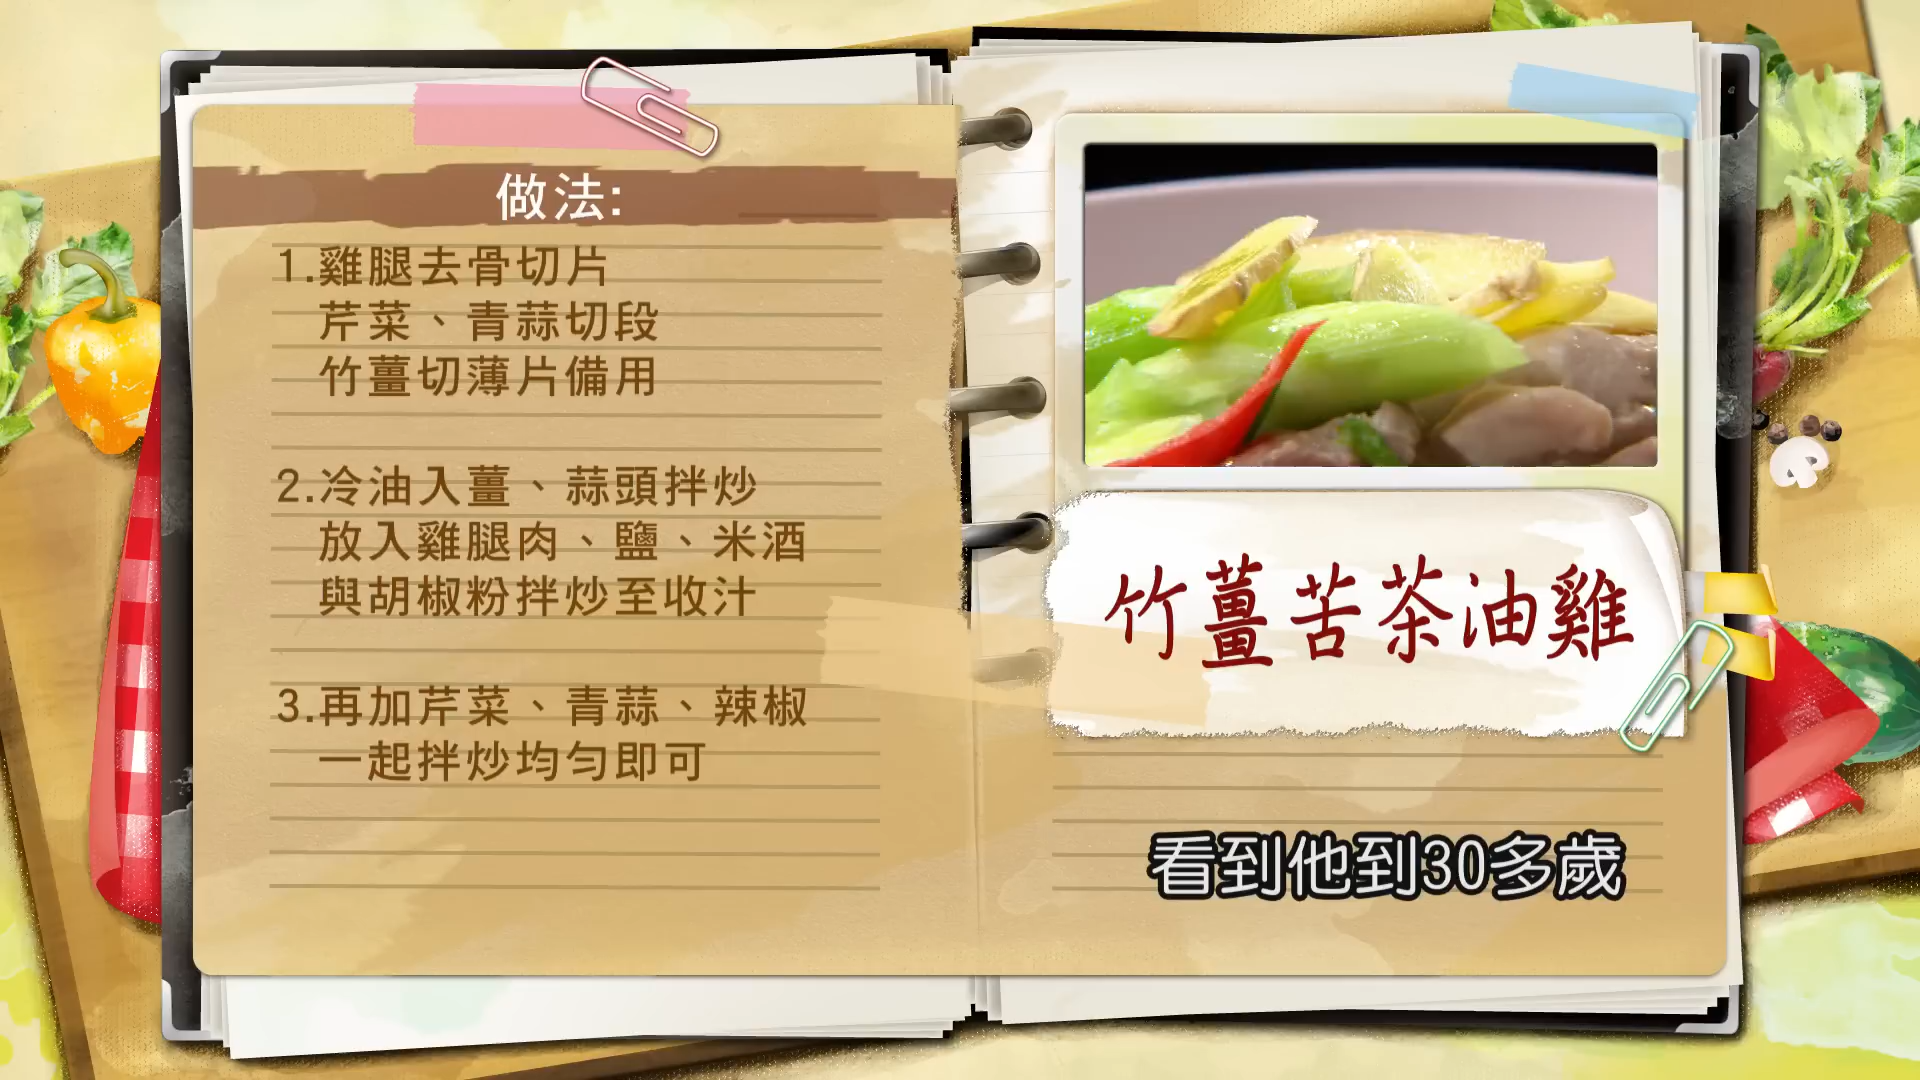 做法:
1.雞腿去骨切片
芹菜、青蒜切段
竹薑切薄片備用
2.冷油入薑、蒜頭拌炒
放入雞腿肉、鹽、米酒
與胡椒粉拌炒至收汁
3.再加芹菜、青蒜、辣椒
一起拌炒均勻即可
竹薑苦茶油雞
看到他到30多歲